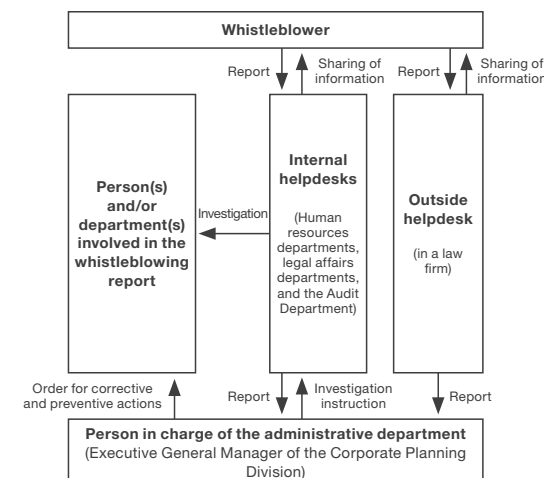 Whistleblower
Report
Sharing of
information
Report
Sharing of
information
Person(s)
and/or
department(s)
involved in the
whistleblowing
report
Investigation
Internal
helpdesks
(Human
resources
departments,
legal affairs
departments,
and the Audit
Department)
Outside
helpdesk
(in a law
firm)
Order for corrective
and preventive actions
Report
Investigation
instruction
Report
Person in charge of the administrative department
(Executive General Manager of the Corporate Planning
Division)